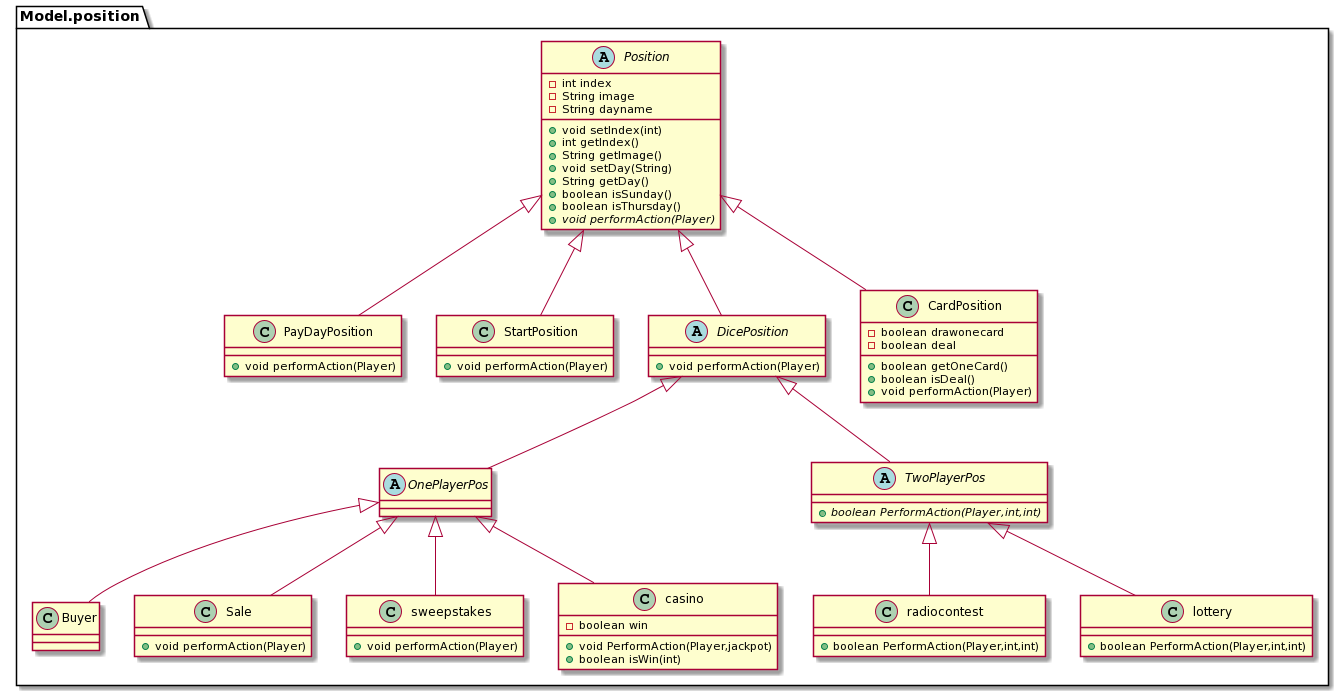 Model.position
A Position
int index
String image
String dayname
void setIndex(int)
int getIndex()
String getImage()
void setDay(String)
String getDay()
boolean isSunday()
boolean isThursday()
void performAction(Player)
C PayDayPosition
void performAction(Player)
C StartPosition
void performAction(Player)
A DicePosition
void performAction(Player)
C CardPosition
boolean drawonecard
boolean deal
boolean getOneCard()
boolean isDeal()
void performAction(Player)
A OnePlayerPos
A TwoPlayerPos
boolean PerformAction(Player,int,int)
C Buyer
C Sale
void performAction(Player)
C sweepstakes
void performAction(Player)
C casino
boolean win
void PerformAction(Player,jackpot)
boolean isWin(int)
C radiocontest
boolean PerformAction(Player,int,int)
C lottery
boolean PerformAction(Player,int,int)